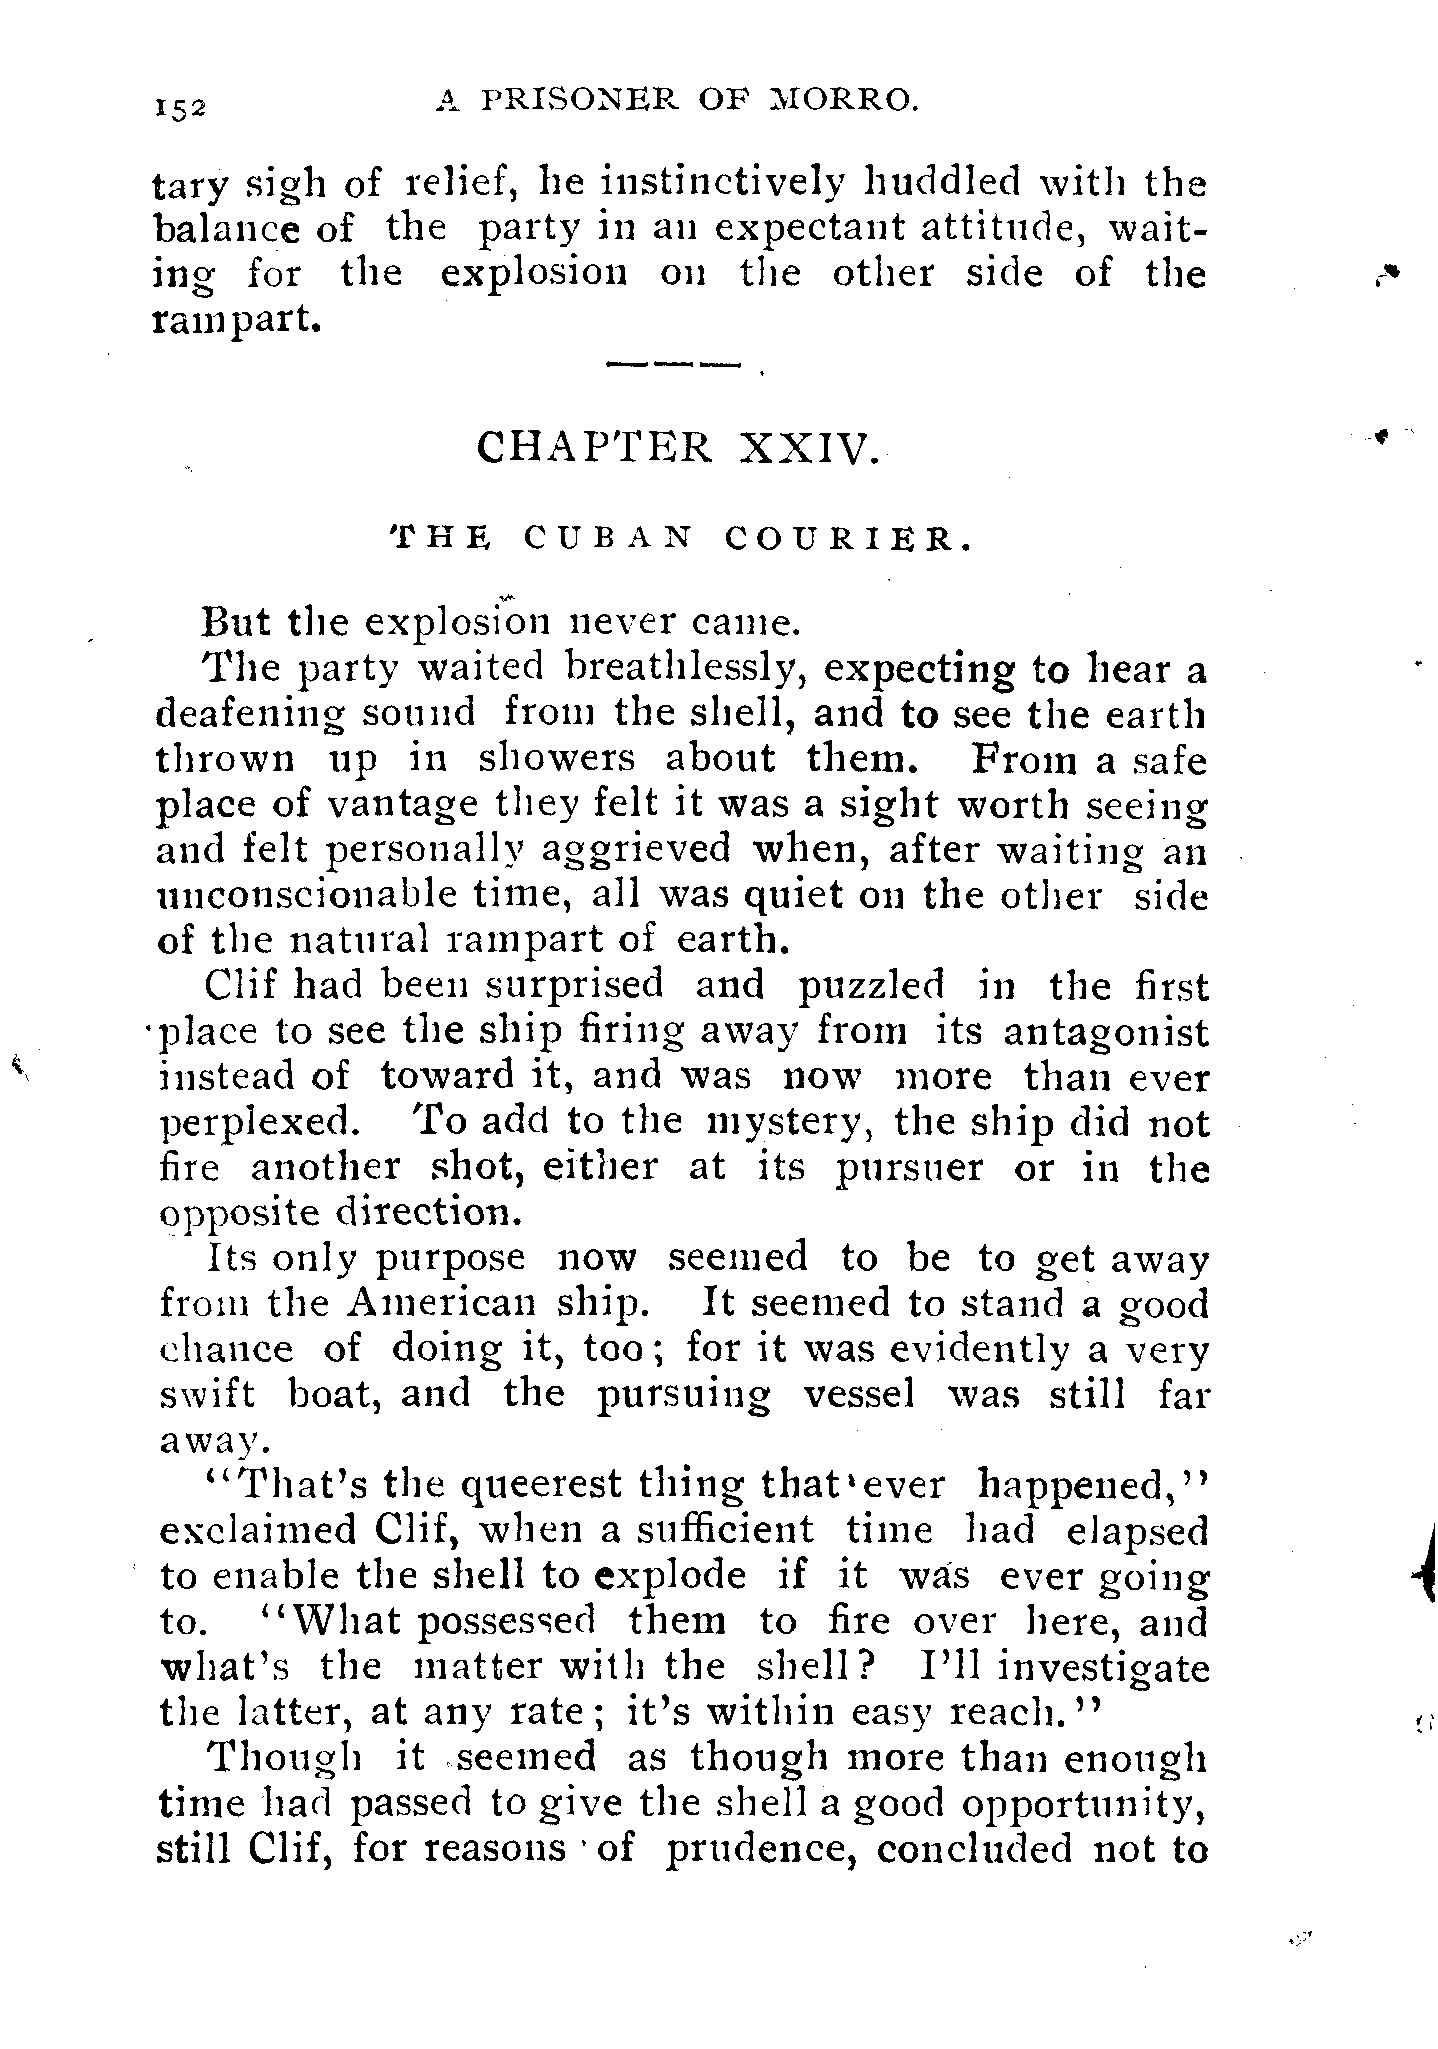 152 A PRISONER OF MORRO.
tary sigh of relief, he instinctively huddled with the
balance of the party in an expectant attitude, wait-
ing for the explosion on the other side of the
rampart.
CHAPTER XXIV.
THE CUBAN COURIER.
But the explosion never came.
The party waited breathlessly, expecting to hear a
deafening sound from the shell, and to see the earth
thrown up in showers about them. From a safe
place of vantage they felt it was a sight worth seeing
and felt personally aggrieved when, after waiting an
unconscionable time, all was quiet on the other side
of the natural rampart of earth.
Clif had been surprised and puzzled in the first
place to see the ship firing away from its antagonist
instead of toward it, and was now more than ever
perplexed. To add to the mystery, the ship did not
fire another shot, either at its pursuer or in the
opposite direction.
Its only purpose now seemed to be to get away
from the American ship. It seemed to stand a good
chance of doing it, too; for it was evidently a very
swift boat, and the pursuing vessel was still far
away.
"That's the queerest thing that ever happened,"
exclaimed Clif, when a sufficient time had elapsed
to enable the shell to explode if it was ever going
to. "What possessed them to fire over here, and
what's the matter with the shell? I'll investigate
the latter, at any rate; it's within easy reach."
Though it seemed as though more than enough
time had passed to give the shell a good opportunity,
still Clif, for reasons of prudence, concluded not to